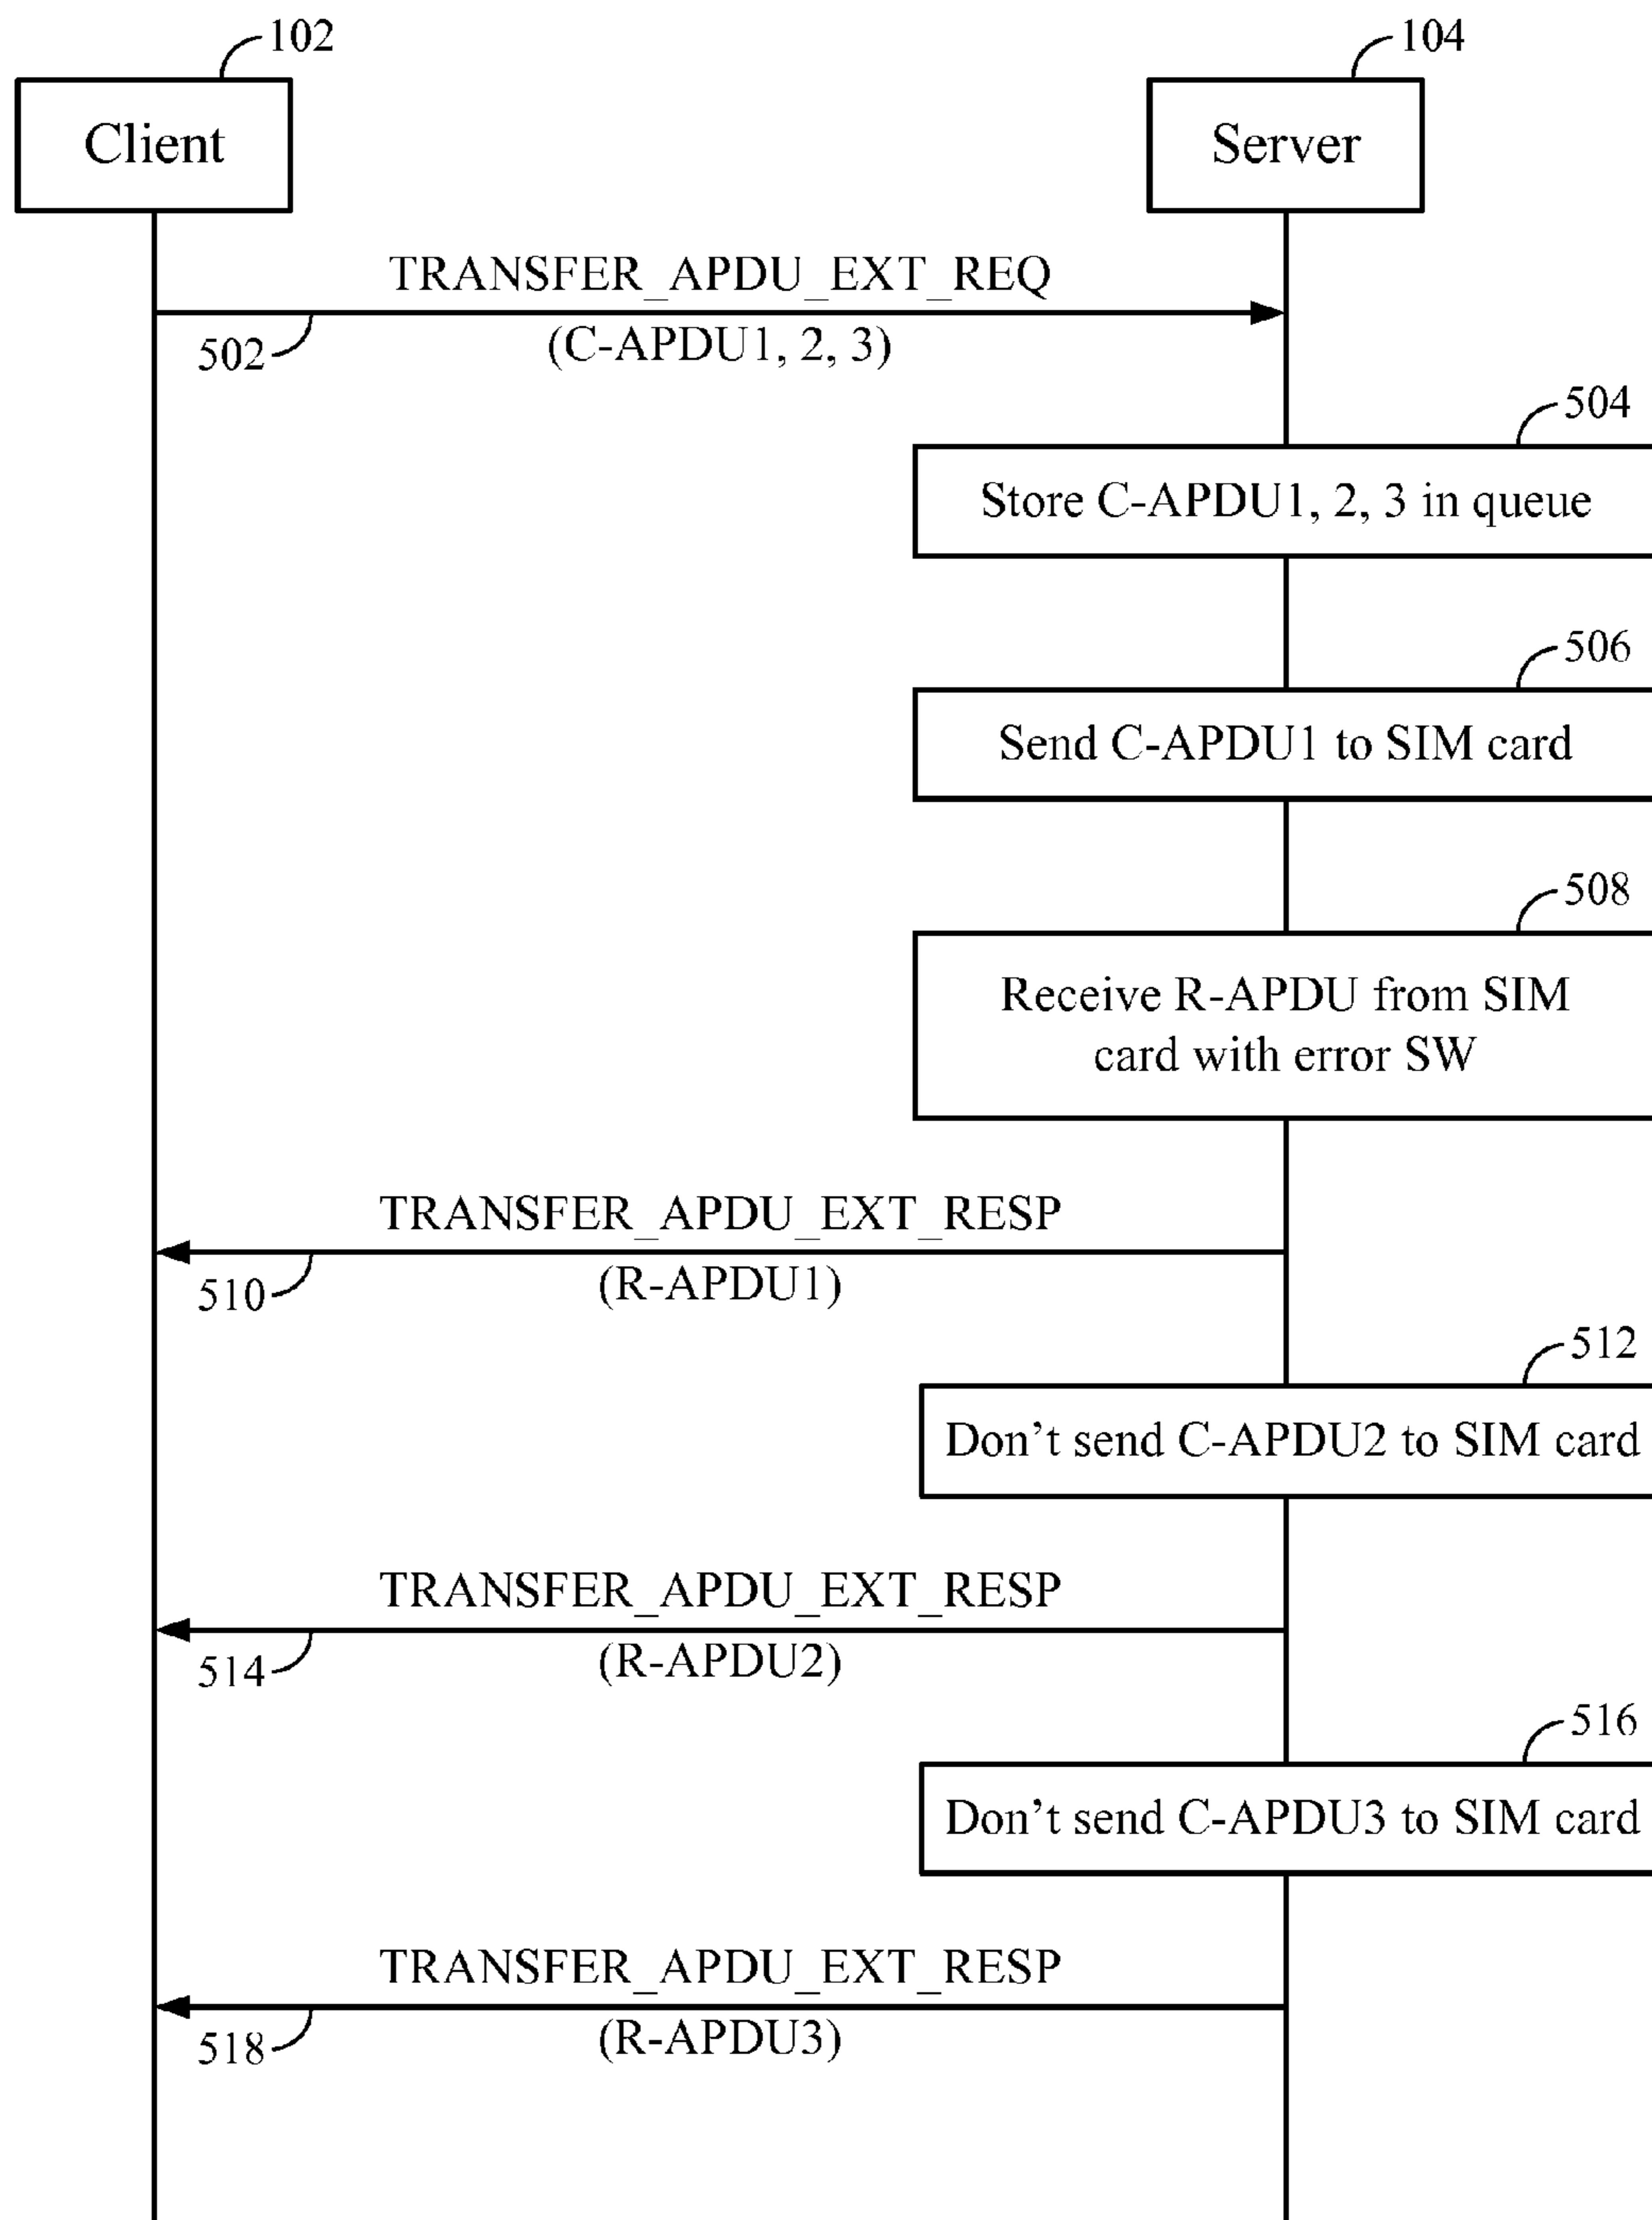 102
104
Client
Server
TRANSFER_APDU_EXT_REQ
502
(C-APDU1, 2, 3)
504
Store C-APDU1, 2, 3 in queue
506
Send C-APDU1 to SIM card
508
Receive R-APDU from SIM
card with error SW
TRANSFER_APDU_EXT_RESP
510
(R-APDU1)
512
Don't send C-APDU2 to SIM card
TRANSFER_APDU_EXT_RESP
514
(R-APDU2)
516
Don't send C-APDU3 to SIM card
TRANSFER_APDU_EXT_RESP
518
(R-APDU3)